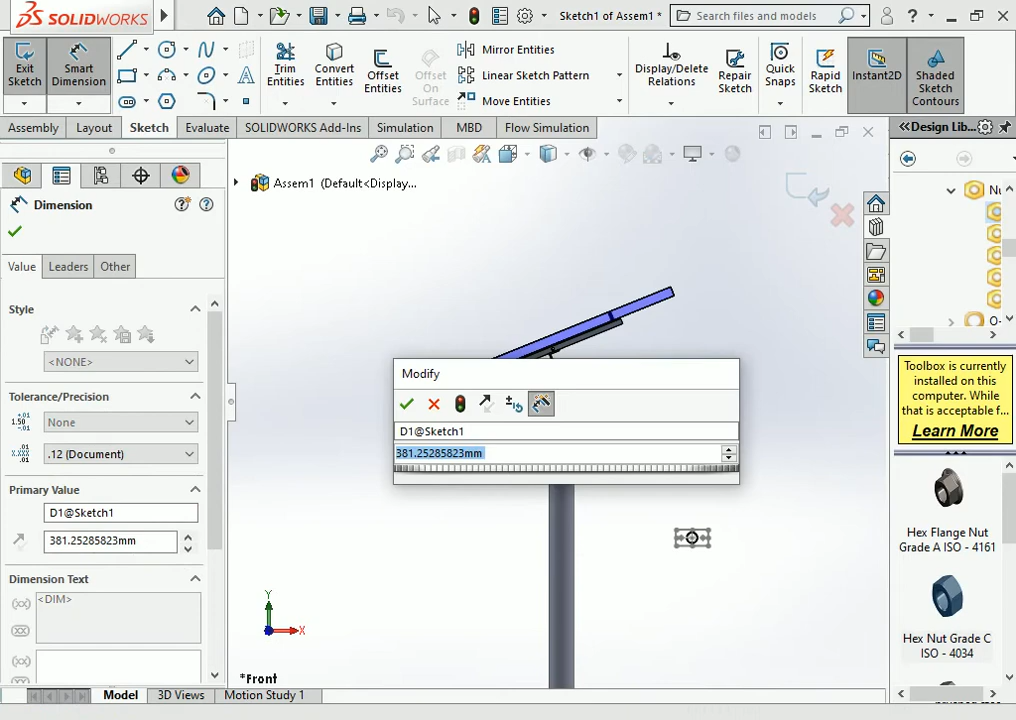 SOLIDWORKS
Sketch1 of Assem1 *
Search files and models
Exit Sketch
Smart Dimension
Trim Entities
Convert Entities
Offset Entities
Offset On Surface
Mirror Entities
Linear Sketch Pattern
Move Entities
Display/Delete Relations
Repair Sketch
Quick Snaps
Rapid Sketch
Instant2D
Shaded Sketch Contours
Assembly
Layout
Sketch
Evaluate
SOLIDWORKS Add-Ins
Simulation
MBD
Flow Simulation
Design Lib...
Assem1 (Default<Display...
Dimension
Value
Leaders
Other
Style
<NONE>
Tolerance/Precision
None
.12 (Document)
Primary Value
D1@Sketch1
381.25285823mm
Dimension Text
<DIM>
Modify
D1@Sketch1
381.25285823mm
Y
X
*Front
Nu
O-
Toolbox is currently
installed on this
computer. While
that is acceptable f...
Learn More
Hex Flange Nut
Grade A ISO - 4161
Hex Nut Grade C
ISO - 4034
Model
3D Views
Motion Study 1